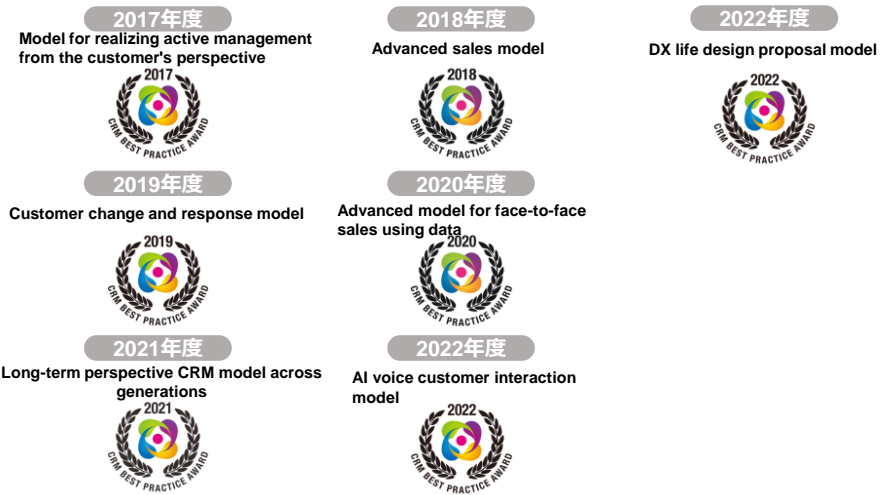 2017年度
Model for realizing active management
from the customer's perspective
2017
CRM BEST PRACTICE AWARD
2018年度
Advanced sales model
2018
CRM BEST PRACTICE AWARD
2022年度
DX life design proposal model
2022
CRM BEST PRACTICE AWARD
2019年度
Customer change and response model
2019
CRM BEST PRACTICE AWARD
2020年度
Advanced model for face-to-face
sales using data
2020
CRM BEST PRACTICE AWARD
2021年度
Long-term perspective CRM model across
generations
2021
CRM BEST PRACTICE AWARD
2022年度
AI voice customer interaction
model
2022
CRM BEST PRACTICE AWARD